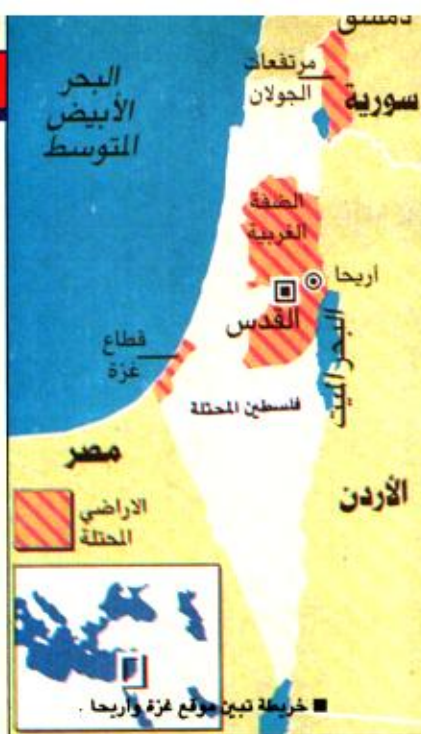 دمشق
مرتفعات
الجولان
سورية
البحر
الأبيض
المتوسط
الضفة
الغربية
أريحا
القدس
البحر الميت
قطاع
غزة
فلسطين المحتلة
مصر
الأردن
الاراضي
المحتلة
■ خريطة تبين موقع غزة وأريحا .